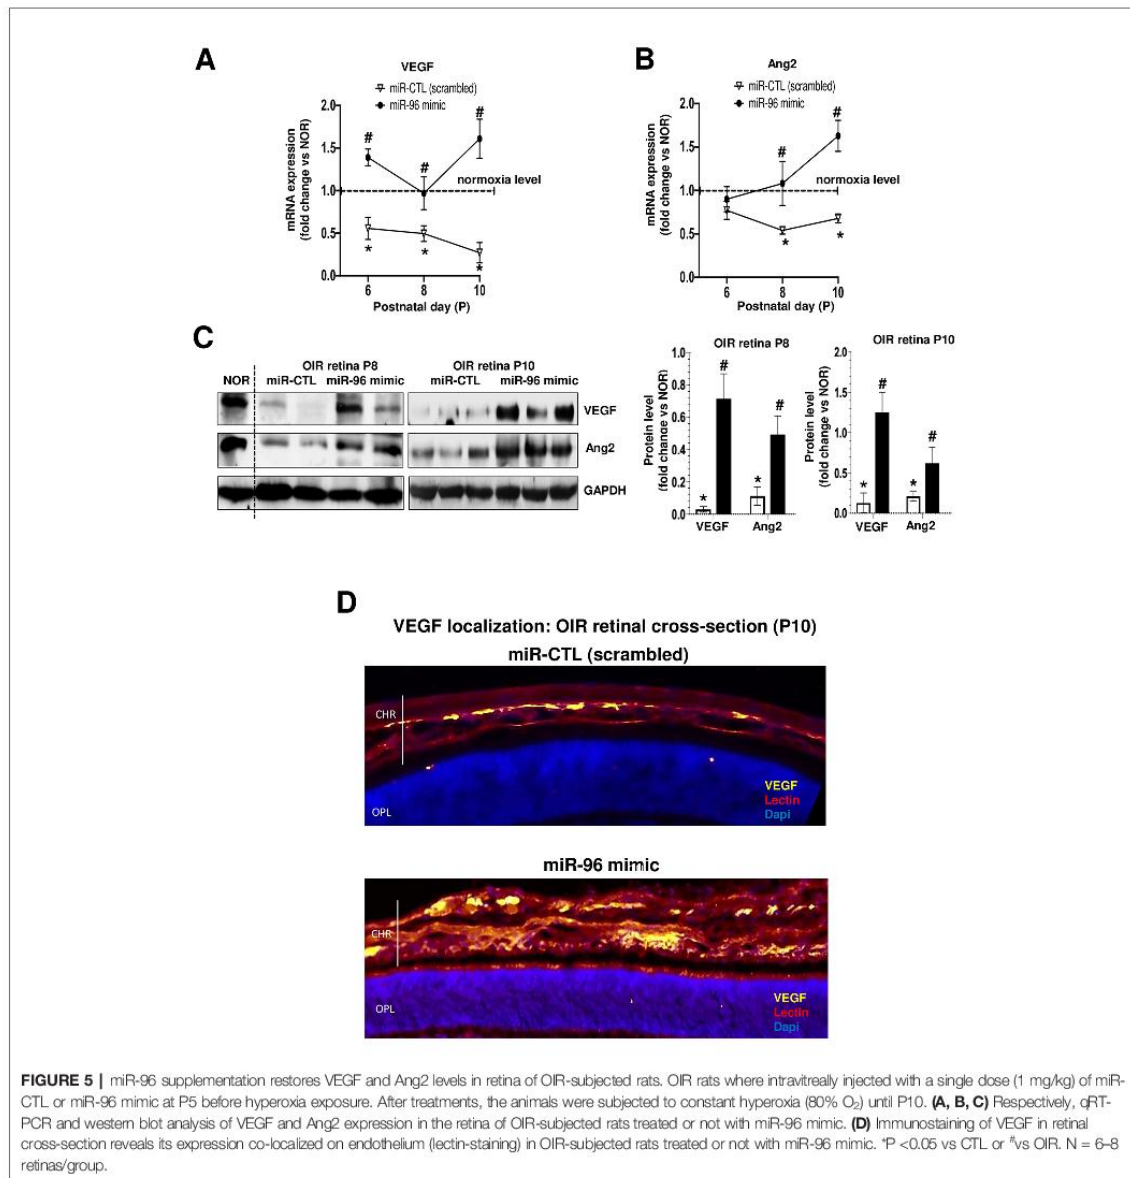 A
VEGF
miR-CTL (scrambled)
miR-96 mimic
mRNA expression
(fold change vs NOR)
2.0
1.5
1.0
0.5
0.0
# # #
normoxia level
* * *
6 8 10
Postnatal day (P)
B
Ang2
miR-CTL (scrambled)
miR-96 mimic
mRNA expression
(fold change vs NOR)
2.0
1.5
1.0
0.5
0.0
# #
normoxia level
* *
6 8 10
Postnatal day (P)
C
OIR retina P8 OIR retina P10
NOR miR-CTL miR-96 mimic miR-CTL miR-96 mimic
VEGF
Ang2
GAPDH
OIR retina P8
Protein level
(fold change vs NOR)
1.0
0.8
0.6
0.4
0.2
0.0
* # * #
VEGF Ang2
OIR retina P10
Protein level
(fold change vs NOR)
2.0
1.5
1.0
0.5
0.0
* # * #
VEGF Ang2
D
VEGF localization: OIR retinal cross-section (P10)
miR-CTL (scrambled)
CHR
OPL
VEGF
Lectin
Dapi
miR-96 mimic
CHR
OPL
VEGF
Lectin
Dapi
FIGURE 5 | miR-96 supplementation restores VEGF and Ang2 levels in retina of OIR-subjected rats. OIR rats where intravitreally injected with a single dose (1 mg/kg) of miR-
CTL or miR-96 mimic at P5 before hyperoxia exposure. After treatments, the animals were subjected to constant hyperoxia (80% O₂) until P10. (A, B, C) Respectively, qRT-
PCR and western blot analysis of VEGF and Ang2 expression in the retina of OIR-subjected rats treated or not with miR-96 mimic. (D) Immunostaining of VEGF in retinal
cross-section reveals its expression co-localized on endothelium (lectin-staining) in OIR-subjected rats treated or not with miR-96 mimic. *P <0.05 vs CTL or #vs OIR. N = 6–8
retinas/group.